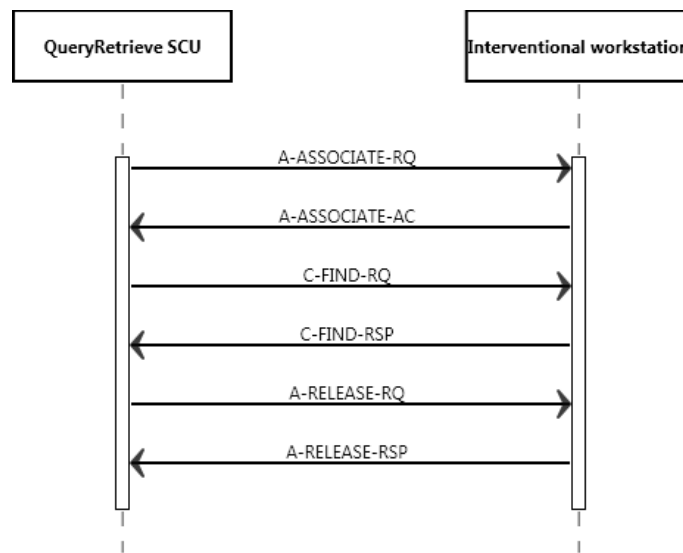 QueryRetrieve SCU
Interventional workstation
A-ASSOCIATE-RQ
A-ASSOCIATE-AC
C-FIND-RQ
C-FIND-RSP
A-RELEASE-RQ
A-RELEASE-RSP